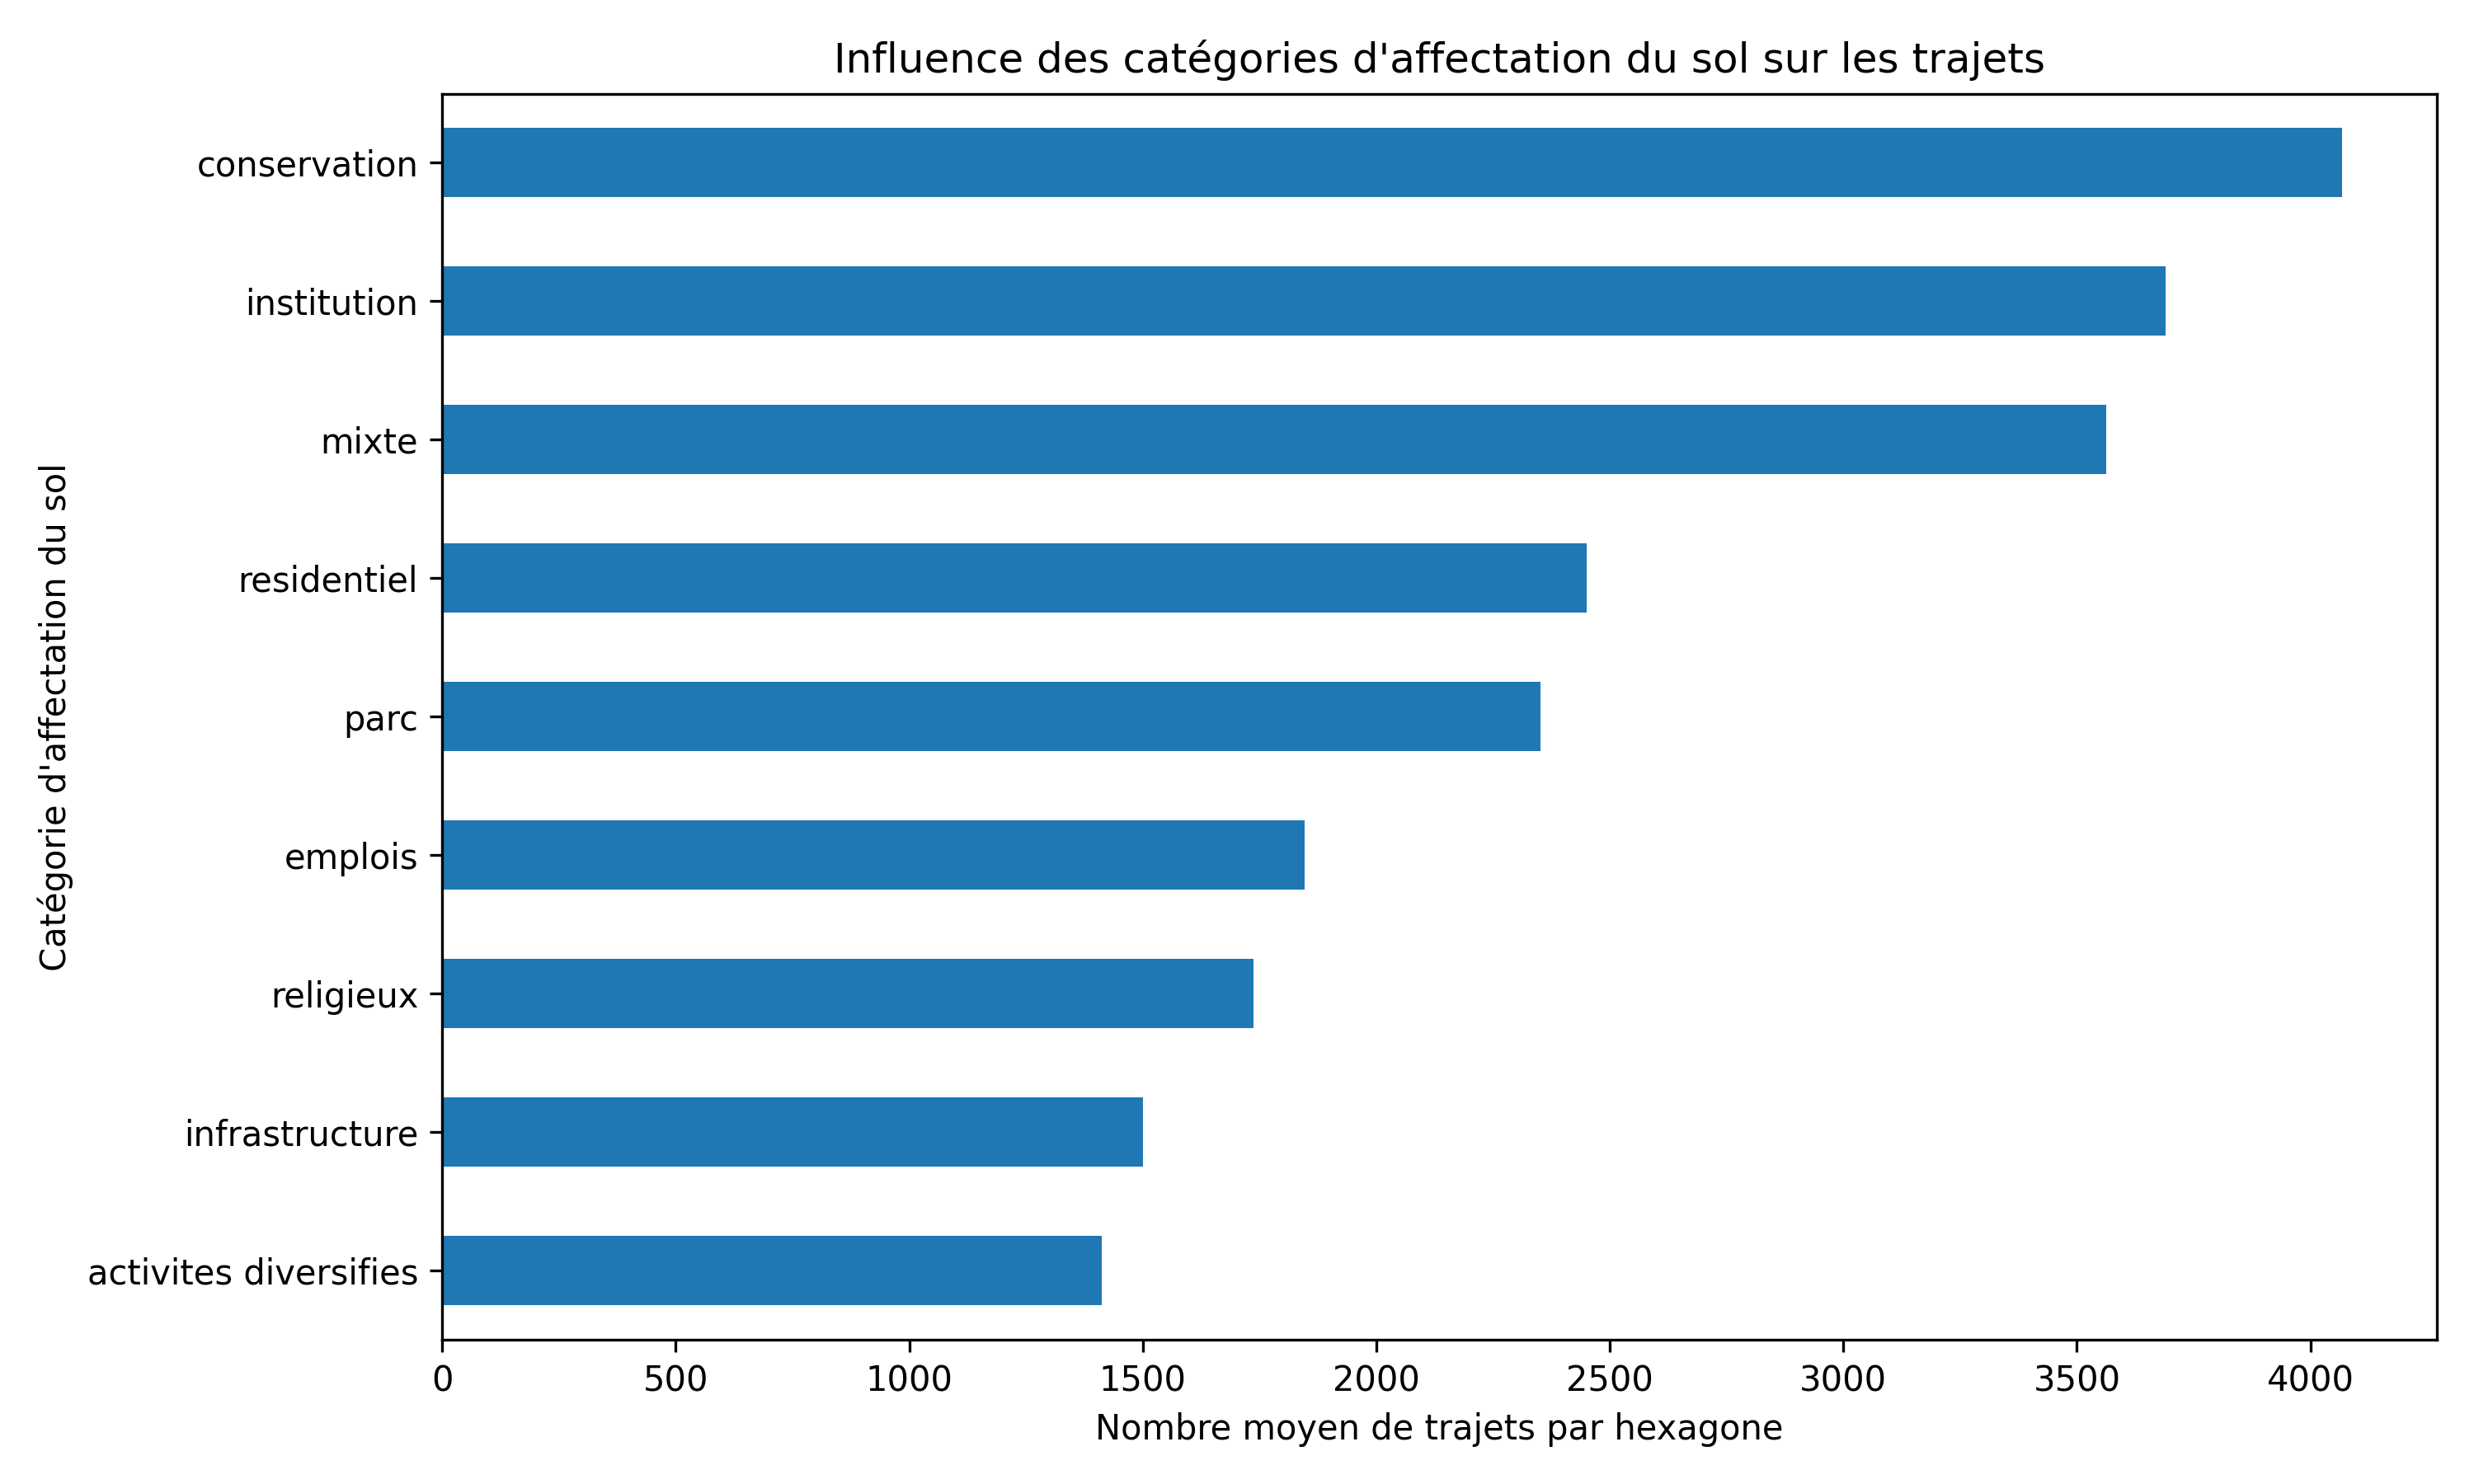 Influence des catégories d'affectation du sol sur les trajets
Catégorie d'affectation du sol
conservation
institution
mixte
residentiel
parc
emplois
religieux
infrastructure
activites diversifies
0 500 1000 1500 2000 2500 3000 3500 4000
Nombre moyen de trajets par hexagone